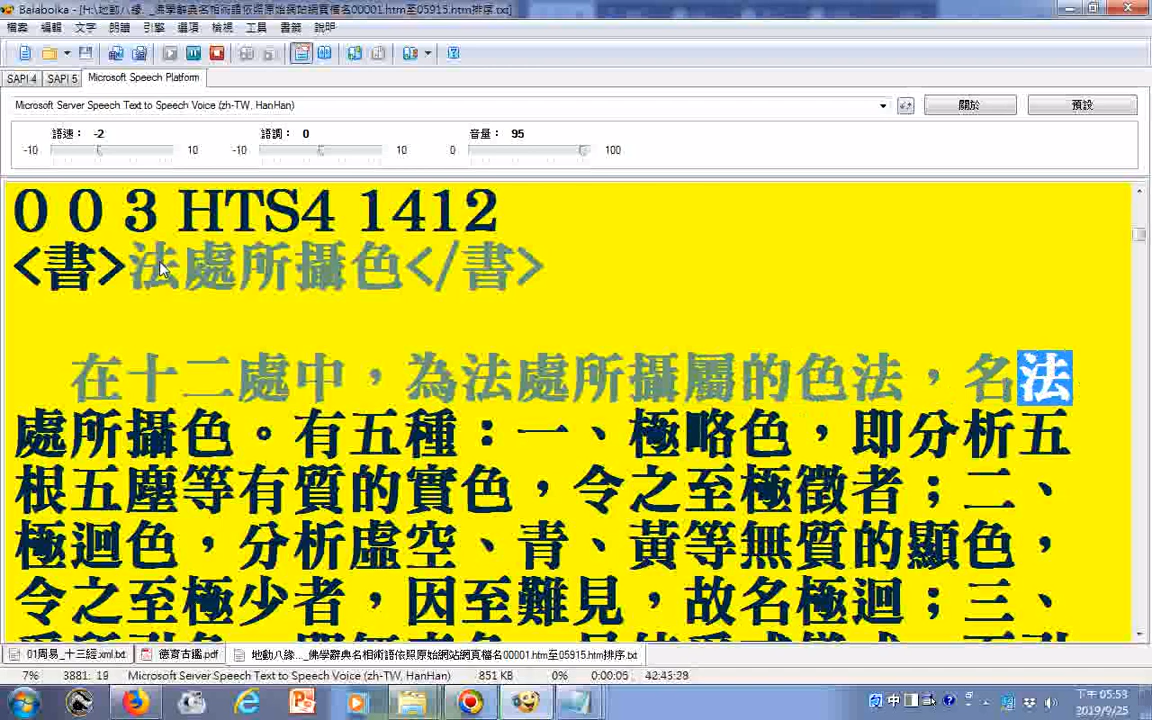 Balabolka - [H:\地動八緣..._佛學辭典名相術語依照原始網站網頁檔名00001.htm至05915.htm排序.txt]
檔案 編輯 文字 朗讀 引擎 選項 檢視 工具 書籤 說明
SAPI 4 SAPI 5 Microsoft Speech Platform
Microsoft Server Speech Text to Speech Voice (zh-TW, HanHan) 關於 預設
語速： -2 語調： 0 音量： 95
-10 10 -10 10 0 100
0 0 3 HTS4 1412
<書>法處所攝色</書>
在十二處中，為法處所攝屬的色法，名法
處所攝色。有五種：一、極略色，即分析五
根五塵等有質的實色，令之至極微者；二、
極迴色，分析虛空、青、黃等無質的顯色，
令之至極少者，因至難見，故名極迴；三、
01周易_十三經.xml.txt 德育古鑑.pdf 地動八緣..._佛學辭典名相術語依照原始網站網頁檔名00001.htm至05915.htm排序.txt
7% 3881: 19 Microsoft Server Speech Text to Speech Voice (zh-TW, HanHan) 851 KB 0% 0:00:05 42:45:29
中 下午 05:53
2019/9/25